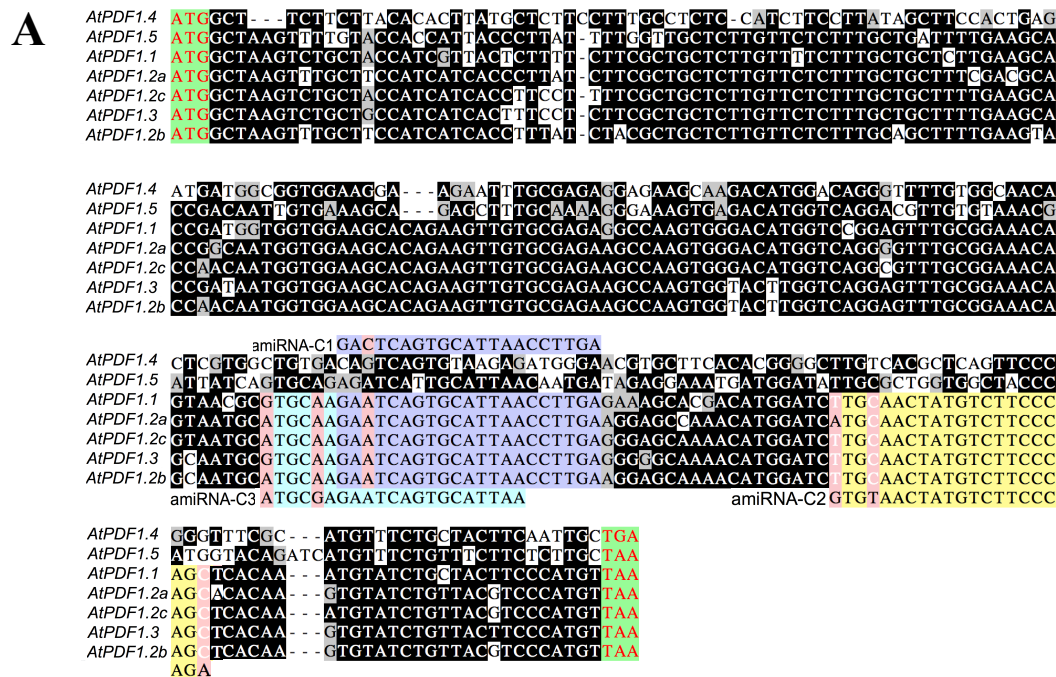 A
AtPDF1.4 ATGGCT---TCTTCTTACACACTTATGCTCTTCCTTTGCCTCTC-CATCTTCCTTATAGCTTCCACTGAG
AtPDF1.5 ATGGCTAAGTTTTGTACCACCATTACCCTTAT-TTTGGTTGCTCTTGTTCTCTTTGCTGATTTTGAAGCA
AtPDF1.1 ATGGCTAAGTCTGCTACCATCGTTACTCTTTT-CTTCGCTGCTCTTGTTTTCTTTGCTGCTCTTGAAGCA
AtPDF1.2a ATGGCTAAGTTTGCTTCCATCATCACCCTTAT-CTTCGCTGCTCTTGTTCTCTTTGCTGCTTTCGACGCA
AtPDF1.2c ATGGCTAAGTCTGCTACCATCATCACCTTCCT-TTTCGCTGCTCTTGTTCTCTTTGCTGCTTTTGAAGCA
AtPDF1.3 ATGGCTAAGTCTGCTGCCATCATCACTTTCCT-CTTCGCTGCTCTTGTTCTCTTTGCTGCTTTTGAAGCA
AtPDF1.2b ATGGCTAAGTTTGCTTCCATCATCACCTTTAT-CTACGCTGCTCTTGTTCTCTTTGCAGCTTTTGAAGTA
AtPDF1.4 ATGATGGCGGTGGAAGGA---AGAATTTGCGAGAGGAGAAGCAAGACATGGACAGGGTTTTGTGGCAACA
AtPDF1.5 CCGACAATTGTGAAAGCA---GAGCTTTGCAAAAGGGAAAGTGAGACATGGTCAGGACGTTGTGTAAACG
AtPDF1.1 CCGATGGTGGTGGAAGCACAGAAGTTGTGCGAGAGGCCAAGTGGGACATGGTCCGGAGTTTGCGGAAACA
AtPDF1.2a CCGGCAATGGTGGAAGCACAGAAGTTGTGCGAGAAGCCAAGTGGGACATGGTCAGGGGTTTGCGGAAACA
AtPDF1.2c CCAACAATGGTGGAAGCACAGAAGTTGTGCGAGAAGCCAAGTGGGACATGGTCAGGCGTTTGCGGAAACA
AtPDF1.3 CCGATAATGGTGGAAGCACAGAAGTTGTGCGAGAAGCCAAGTGGTACTTGGTCAGGAGTTTGCGGAAACA
AtPDF1.2b CCAACAATGGTGGAAGCACAGAAGTTGTGCGAGAAGCCAAGTGGTACTTGGTCAGGAGTTTGCGGAAACA
amiRNA-C1 GACTCAGTGCATTAACCTTGA
AtPDF1.4 CTCGTGGCTGTGACAGTCAGTGTAAGAGATGGGAACGTGCTTCACACGGGGCTTGTCACGCTCAGTTCCC
AtPDF1.5 ATTATCAGTGCAGAGATCATTGCATTAACAATGATAGAGGAAATGATGGATATTGCGCTGGTGGCTACCC
AtPDF1.1 GTAACGCGTGCAAGAATCAGTGCATTAACCTTGAGAAAGCACGACATGGATCTTGCAACTATGTCTTCCC
AtPDF1.2a GTAATGCATGCAAGAATCAGTGCATTAACCTTGAAGGAGCCAAACATGGATCATGCAACTATGTCTTCCC
AtPDF1.2c GTAATGCATGCAAGAATCAGTGCATTAACCTTGAGGGAGCAAAACATGGATCTTGCAACTATGTCTTCCC
AtPDF1.3 GCAATGCGTGCAAGAATCAGTGCATTAACCTTGAGGGGGCAAAACATGGATCTTGCAACTATGTCTTCCC
AtPDF1.2b GCAATGCATGCAAGAATCAGTGCATTAACCTTGAAGGAGCAAAACATGGATCTTGCAACTATGTCTTCCC
amiRNA-C3 ATGCGAGAATCAGTGCATTAA amiRNA-C2 GTGTAACTATGTCTTCCC
AtPDF1.4 GGGTTTCGC---ATGTTTCTGCTACTTCAATTGCTGA
AtPDF1.5 ATGGTACAGATCATGTTTCTGTTTCTTCTCTTGCTAA
AtPDF1.1 AGCTCACAA---ATGTATCTGCTACTTCCCATGTTAA
AtPDF1.2a AGCACACAA---GTGTATCTGTTACGTCCCATGTTAA
AtPDF1.2c AGCTCACAA---ATGTATCTGTTACGTCCCATGTTAA
AtPDF1.3 AGCTCACAA---GTGTATCTGTTACTTCCCATGTTAA
AtPDF1.2b AGCTCACAA---GTGTATCTGTTACGTCCCATGTTAA
AGA